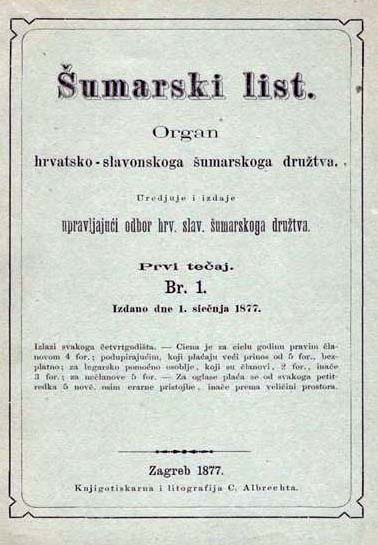 Šumarski list.
Organ
hrvatsko-slavonskoga šumarskoga družtva.
Uredjuje i izdaje
upravljajući odbor hrv. slav. šumarskoga družtva.
Prvi tečaj.
Br. 1.
Izdano dne 1. siečnja 1877.
Izlazi svakoga četvrtgodišta. — Ciena je za cielu godinu pravim čla-
novom 4 for.; podupirajućim, koji plaćaju veći prinos od 5 for., bez-
platno; za lugarsko pomoćno osoblje, koji su članovi, 2 for., inače
3 for.; za nečlanove 5 for. — Za oglase plaća se od svakoga petit-
redka 5 novč. osim erarne pristojbe, inače prema veličini prostora.
Zagreb 1877.
Knjigotiskarna i litografija C. Albrechta.